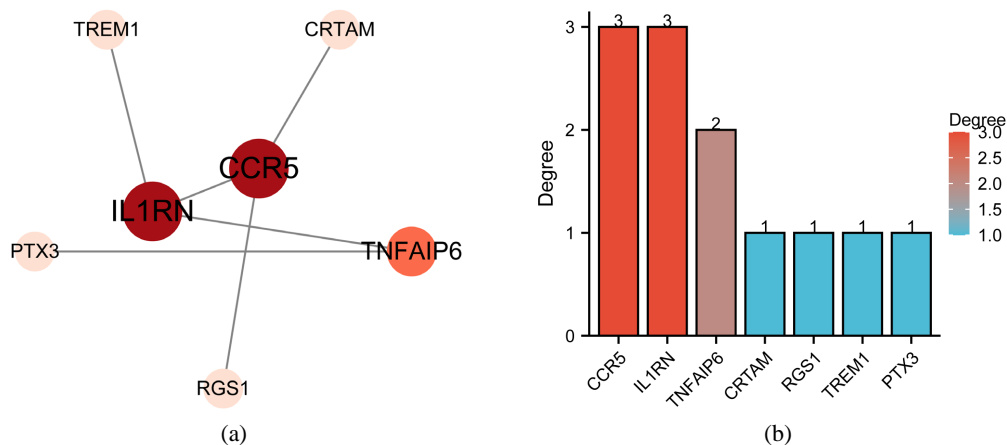 TREM1
CRTAM
CCR5
IL1RN
PTX3
TNFAIP6
RGS1
(a)
3 3
3
2
2
1 1 1 1
1
0
Degree
CCR5 IL1RN TNFAIP6 CRTAM RGS1 TREM1 PTX3
Degree
3.0
2.5
2.0
1.5
1.0
(b)